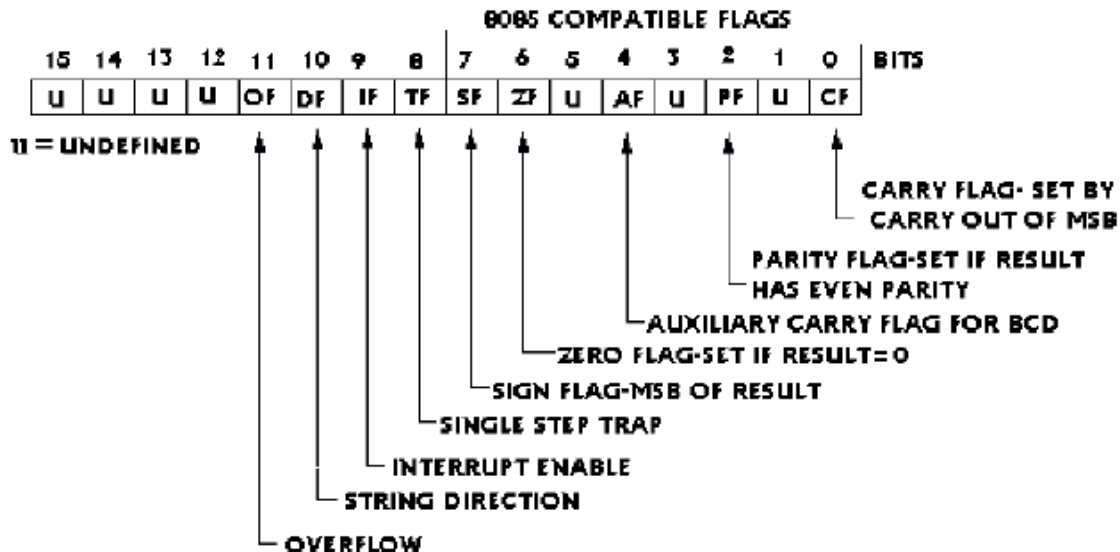 8085 COMPATIBLE FLAGS
15 14 13 12 11 10 9 8 7 6 5 4 3 2 1 0 BITS
U U U U OF DF IF TF SF ZF U AF U PF U CF
U = UNDEFINED
CARRY FLAG- SET BY
CARRY OUT OF MSB
PARITY FLAG-SET IF RESULT
HAS EVEN PARITY
AUXILIARY CARRY FLAG FOR BCD
ZERO FLAG-SET IF RESULT=0
SIGN FLAG-MSB OF RESULT
SINGLE STEP TRAP
INTERRUPT ENABLE
STRING DIRECTION
OVERFLOW